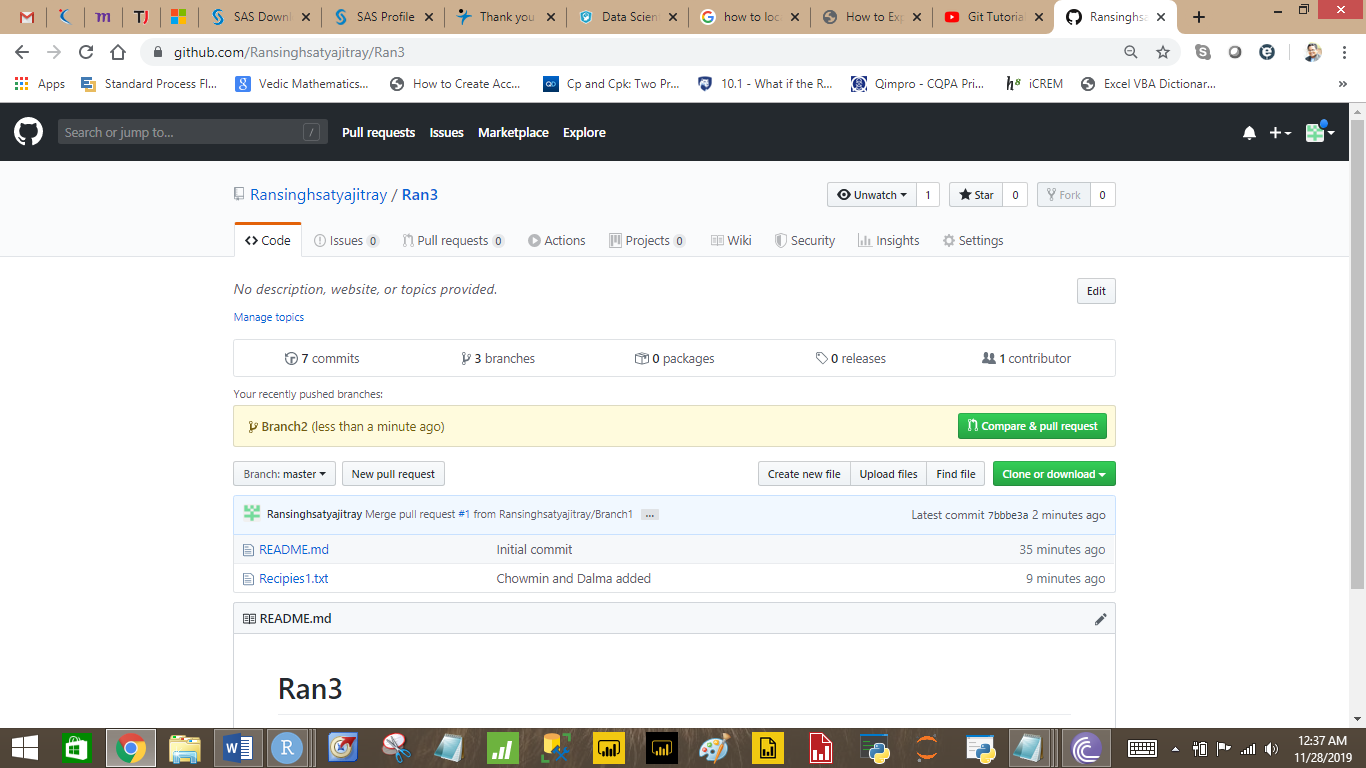 SAS Downl
SAS Profile
Thank you
Data Scien
how to loc
How to Exp
Git Tutoria
Ransinghsa
github.com/Ransinghsatyajitray/Ran3
Apps
Standard Process Fl...
Vedic Mathematics...
How to Create Acc...
Cp and Cpk: Two Pr...
10.1 - What if the R...
Qimpro - CQPA Pri...
iCREM
Excel VBA Dictionar...
»
Search or jump to...
/
Pull requests
Issues
Marketplace
Explore
Ransinghsatyajitray / Ran3
Unwatch 1
Star 0
Fork 0
Code
Issues 0
Pull requests 0
Actions
Projects 0
Wiki
Security
Insights
Settings
No description, website, or topics provided.
Edit
Manage topics
7 commits
3 branches
0 packages
0 releases
1 contributor
Your recently pushed branches:
Branch2 (less than a minute ago)
Compare & pull request
Branch: master
New pull request
Create new file
Upload files
Find file
Clone or download
Ransinghsatyajitray Merge pull request #1 from Ransinghsatyajitray/Branch1 ...
Latest commit 7bbbe3a 2 minutes ago
README.md Initial commit 35 minutes ago
Recipies1.txt Chowmin and Dalma added 9 minutes ago
README.md
Ran3
12:37 AM
11/28/2019